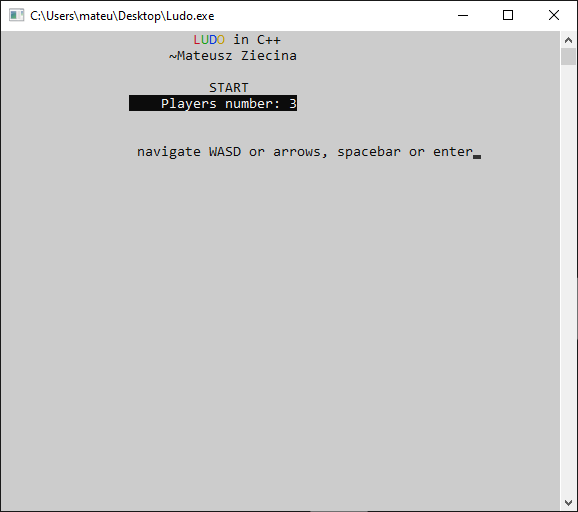 C:\Users\mateu\Desktop\Ludo.exe
LUDO in C++
~Mateusz Ziecina
START
Players number: 3
navigate WASD or arrows, spacebar or enter